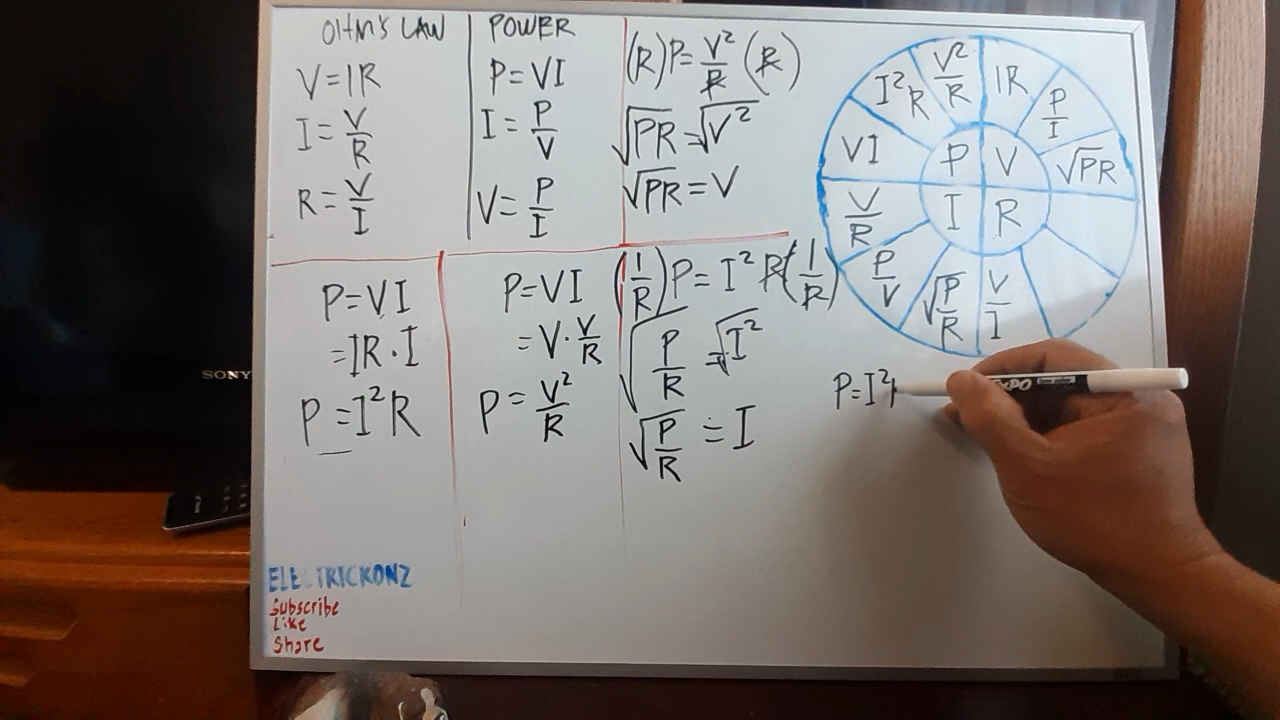 OHM'S LAW
V=IR
I=V/R
R=V/I
POWER
P=VI
I=P/V
V=P/I
(R)P=V²/R(R)
√PR=√V²
√PR=V
P=VI
=IR·I
P=I²R
P=VI
=V·V/R
P=V²/R
(1/R)P=I²R(1/R)
√P/R=√I²
√P/R=I
I²R
V²/R
IR
P/I
VI
P
V
√PR
V/R
I
R
P/V
√P/R
V/I
P=I²
EXPO
SONY
ELECTRICKONZ
Subscribe
Like
Share